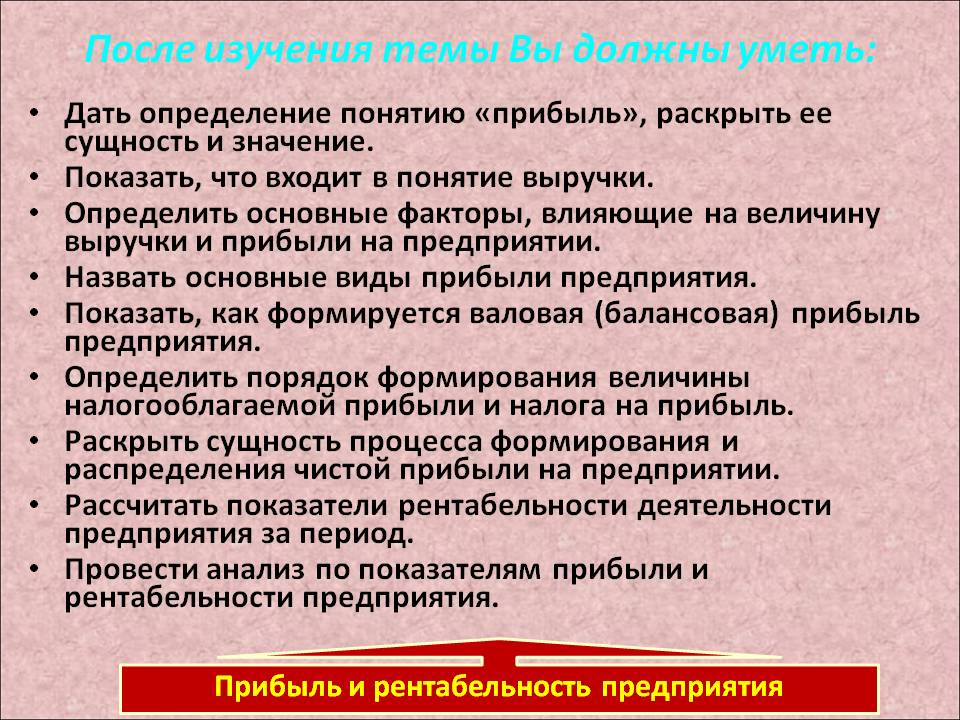 После изучения темы Вы должны уметь:
• Дать определение понятию «прибыль», раскрыть ее
сущность и значение.
• Показать, что входит в понятие выручки.
• Определить основные факторы, влияющие на величину
выручки и прибыли на предприятии.
• Назвать основные виды прибыли предприятия.
• Показать, как формируется валовая (балансовая) прибыль
предприятия.
• Определить порядок формирования величины
налогооблагаемой прибыли и налога на прибыль.
• Раскрыть сущность процесса формирования и
распределения чистой прибыли на предприятии.
• Рассчитать показатели рентабельности деятельности
предприятия за период.
• Провести анализ по показателям прибыли и
рентабельности предприятия.
Прибыль и рентабельность предприятия